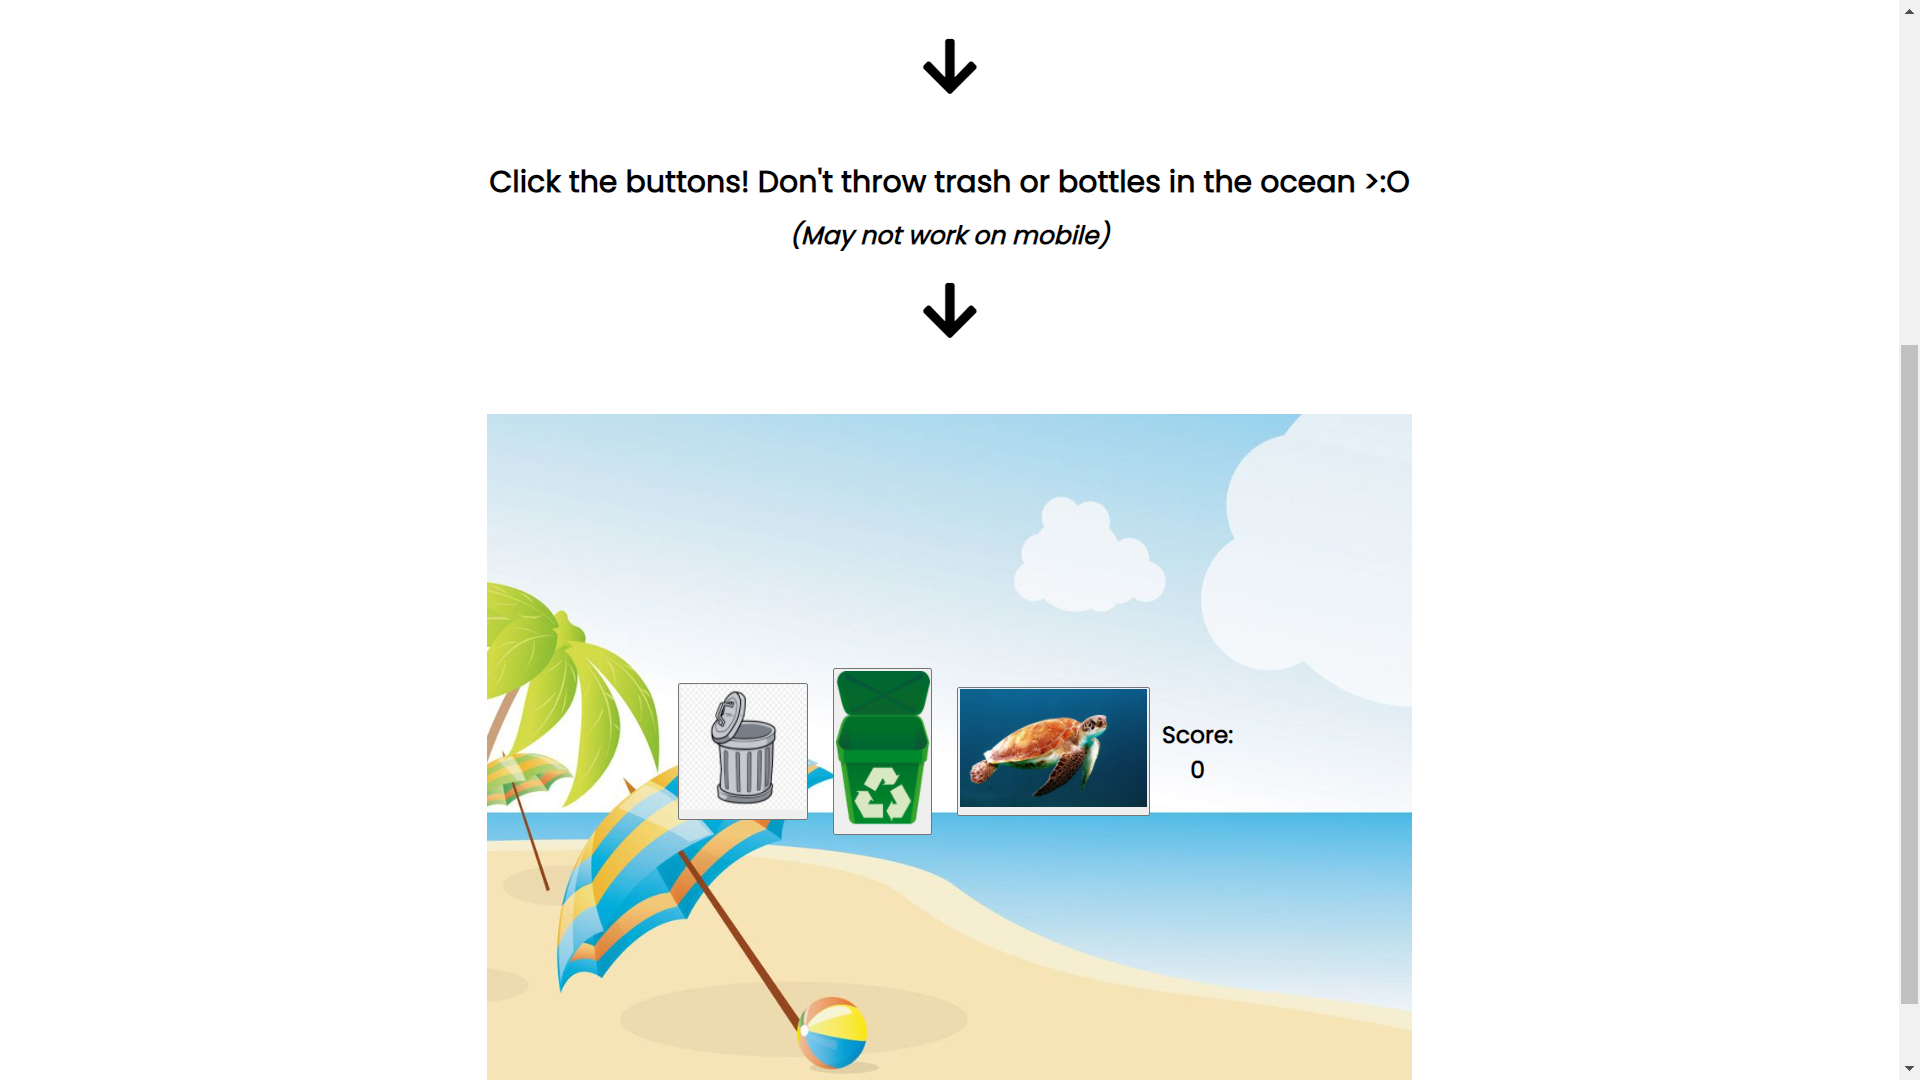 Click the buttons! Don't throw trash or bottles in the ocean >:O
(May not work on mobile)
Score:
0